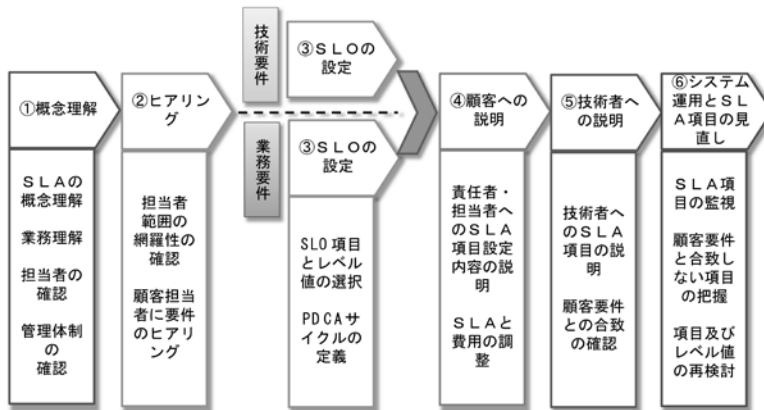 ①概念理解
SLAの
概念理解
業務理解
担当者の
確認
管理体制
の
確認
②ヒアリン
グ
担当者
範囲の
網羅性の
確認
顧客担当
者に要件
のヒアリ
ング
技術要件
③SLOの
設定
業務要件
③SLOの
設定
SLO項目
とレベル
値の選択
PDCAサ
イクルの
定義
④顧客への
説明
責任者・
担当者へ
のSLA
項目設定
内容の説
明
SLAと
費用の調
整
⑤技術者へ
の説明
技術者へ
のSLA
項目の説
明
顧客要件
との合致
の確認
⑥システム
運用とSL
A項目の見
直し
SLA項
目の監視
顧客要件
と合致し
ない項目
の把握
項目及び
レベル値
の再検討